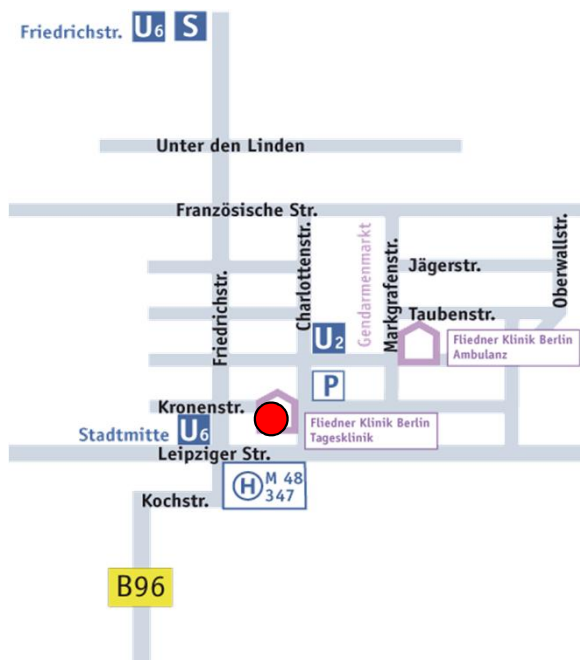 Friedrichstr. U6 S
Unter den Linden
Französische Str.
Friedrichstr.
Charlottenstr.
Gendarmenmarkt
Markgrafenstr.
Oberwallstr.
Jägerstr.
Taubenstr.
U2
Fliedner Klinik Berlin
Ambulanz
P
Kronenstr.
Fliedner Klinik Berlin
Tagesklinik
Stadtmitte U6
Leipziger Str.
H M 48
347
Kochstr.
B96